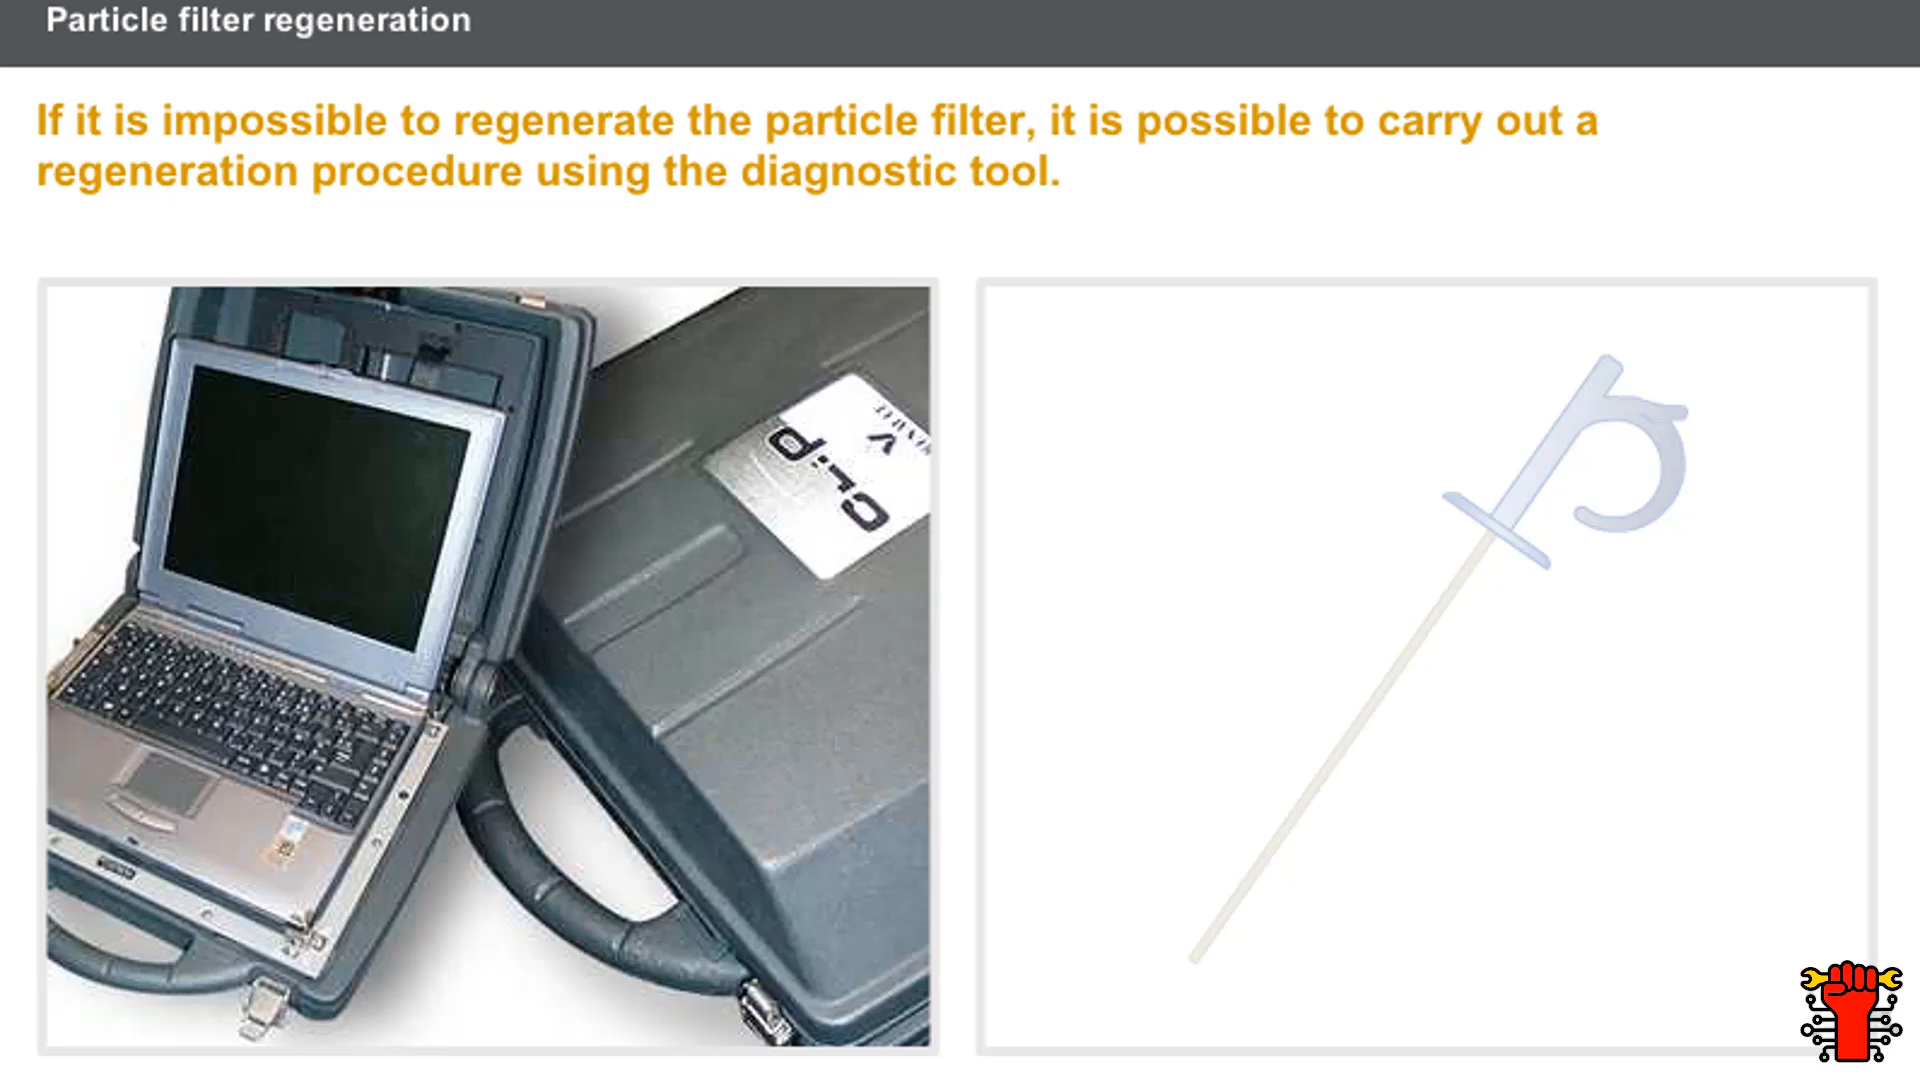 Particle filter regeneration
If it is impossible to regenerate the particle filter, it is possible to carry out a
regeneration procedure using the diagnostic tool.
CLiP